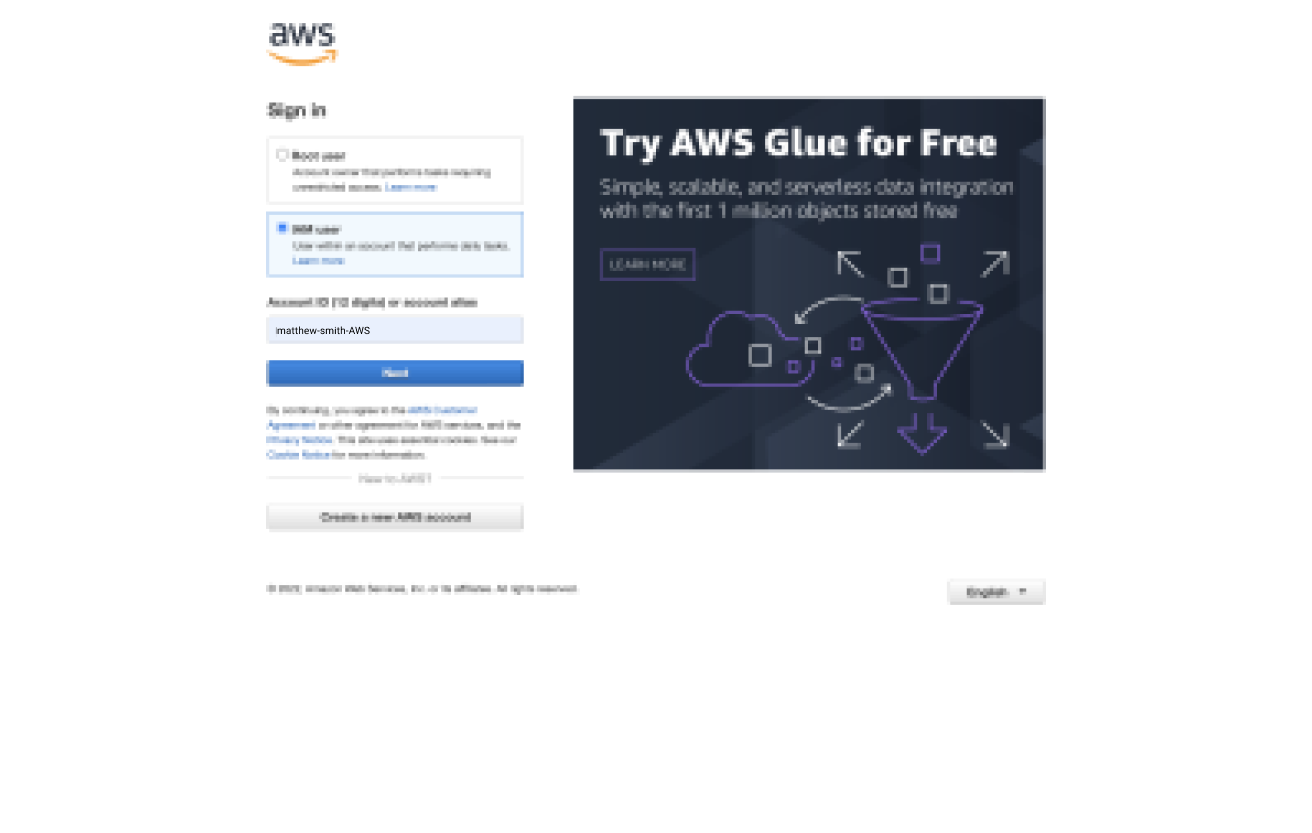 aws
Sign in
Root user
Account owner that performs tasks requiring
unrestricted access. Learn more
IAM user
User within an account that performs daily tasks.
Learn more
Account ID (12 digits) or account alias
matthew-smith-AWS
Next
By continuing, you agree to the AWS Customer
Agreement or other agreement for AWS services, and the
Privacy Notice. This site uses essential cookies. See our
Cookie Notice for more information.
New to AWS?
Create a new AWS account
© 2022, Amazon Web Services, Inc. or its affiliates. All rights reserved.
Try AWS Glue for Free
Simple, scalable, and serverless data integration
with the first 1 million objects stored free
LEARN MORE
English